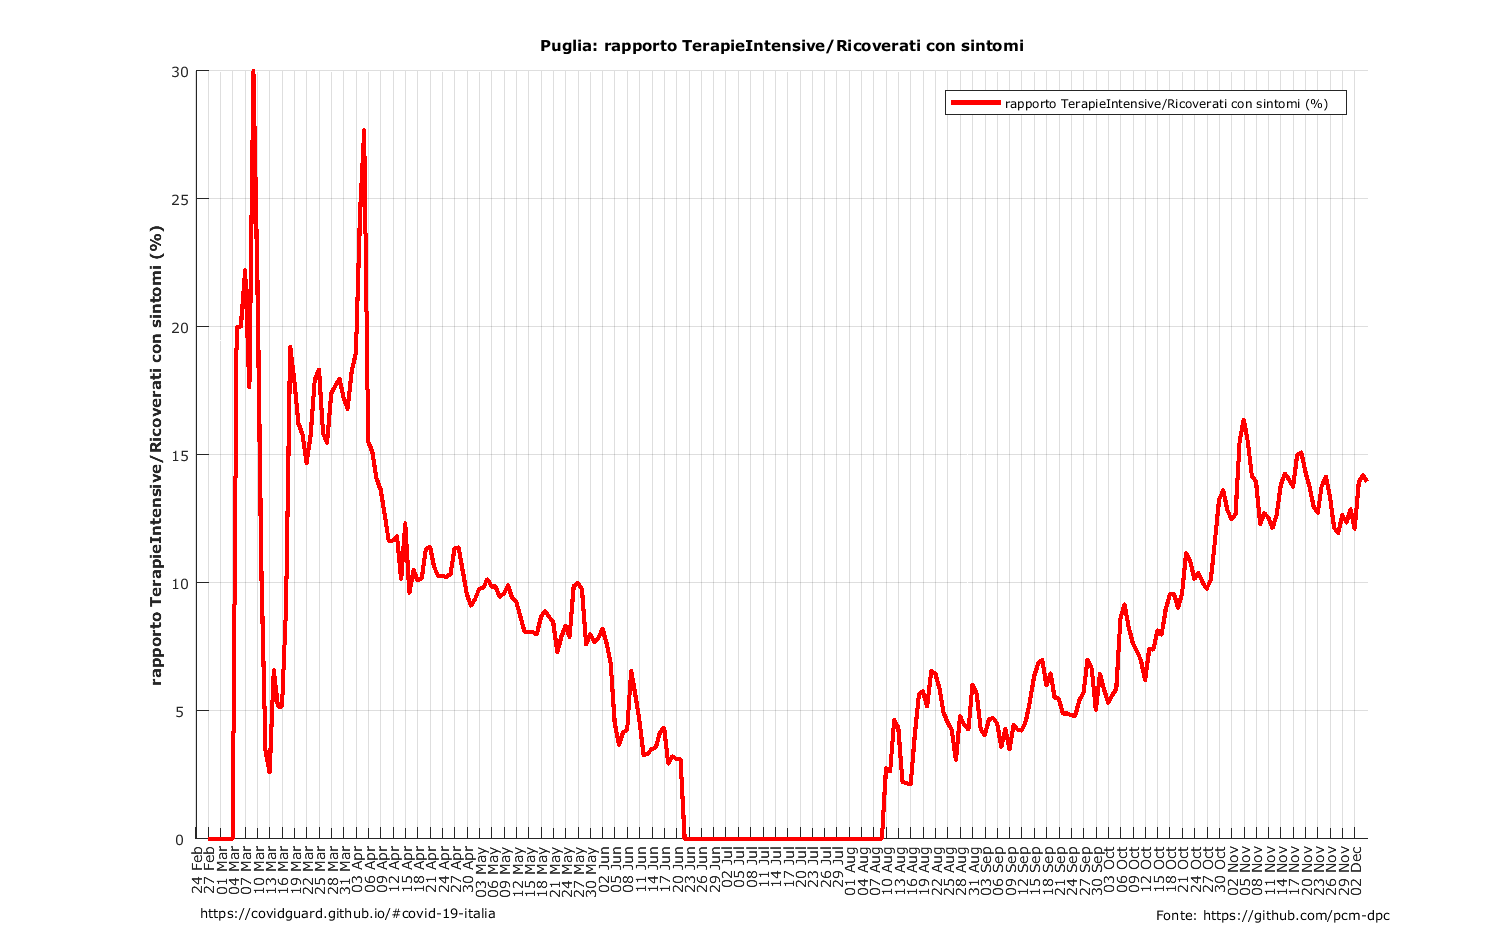 Puglia: rapporto TerapieIntensive/Ricoverati con sintomi
rapporto TerapieIntensive/Ricoverati con sintomi (%)
rapporto TerapieIntensive/Ricoverati con sintomi (%)
30
25
20
15
10
5
0
24 Feb
27 Feb
01 Mar
04 Mar
07 Mar
10 Mar
13 Mar
16 Mar
19 Mar
22 Mar
25 Mar
28 Mar
31 Mar
03 Apr
06 Apr
09 Apr
12 Apr
15 Apr
18 Apr
21 Apr
24 Apr
27 Apr
30 Apr
03 May
06 May
09 May
12 May
15 May
18 May
21 May
24 May
27 May
30 May
02 Jun
05 Jun
08 Jun
11 Jun
14 Jun
17 Jun
20 Jun
23 Jun
26 Jun
29 Jun
02 Jul
05 Jul
08 Jul
11 Jul
14 Jul
17 Jul
20 Jul
23 Jul
26 Jul
29 Jul
01 Aug
04 Aug
07 Aug
10 Aug
13 Aug
16 Aug
19 Aug
22 Aug
25 Aug
28 Aug
31 Aug
03 Sep
06 Sep
09 Sep
12 Sep
15 Sep
18 Sep
21 Sep
24 Sep
27 Sep
30 Sep
03 Oct
06 Oct
09 Oct
12 Oct
15 Oct
18 Oct
21 Oct
24 Oct
27 Oct
30 Oct
02 Nov
05 Nov
08 Nov
11 Nov
14 Nov
17 Nov
20 Nov
23 Nov
26 Nov
29 Nov
02 Dec
https://covidguard.github.io/#covid-19-italia
Fonte: https://github.com/pcm-dpc